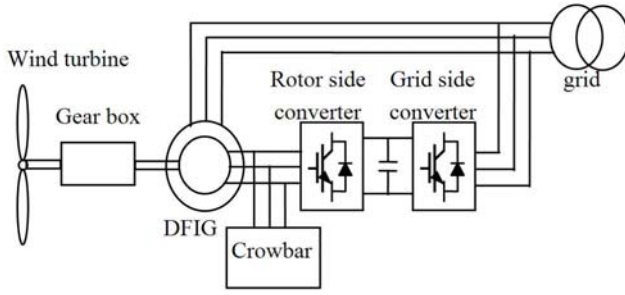 Wind turbine
Gear box
DFIG
Crowbar
Rotor side
converter
Grid side
converter
grid